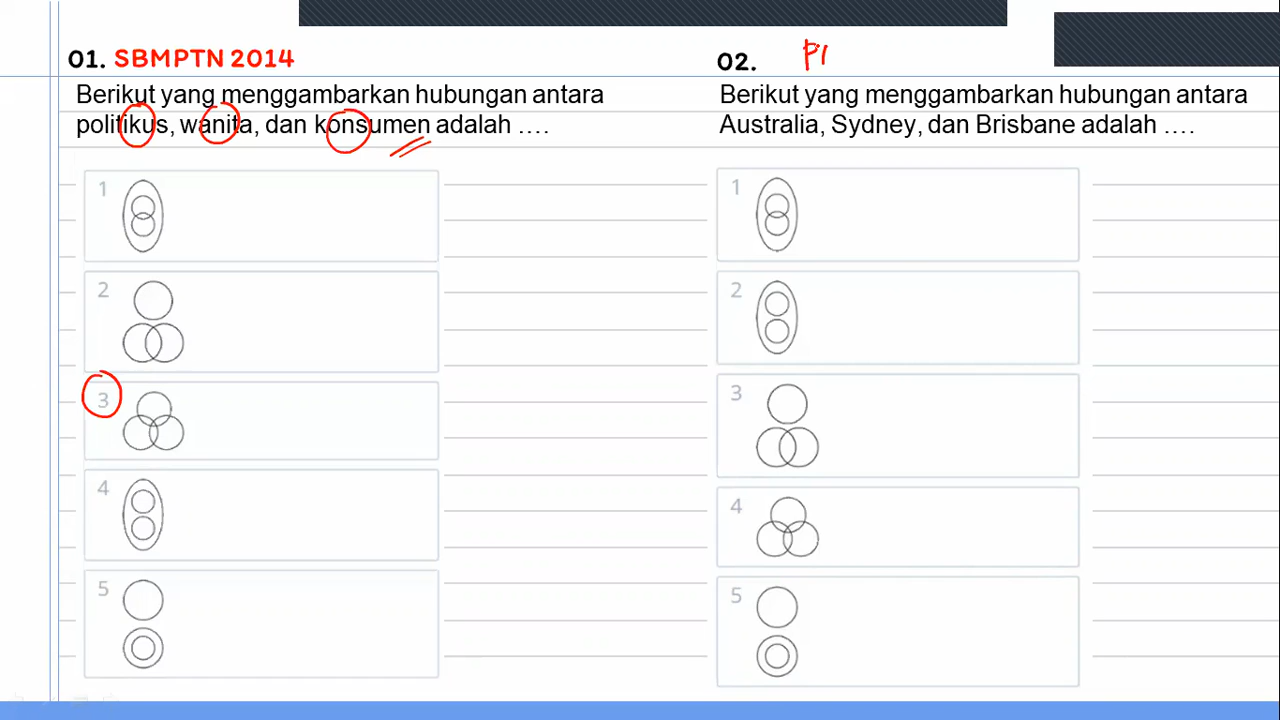 01. SBMPTN 2014
Berikut yang menggambarkan hubungan antara
politikus, wanita, dan konsumen adalah ....
1
2
3
4
5
02.
Berikut yang menggambarkan hubungan antara
Australia, Sydney, dan Brisbane adalah ....
1
2
3
4
5